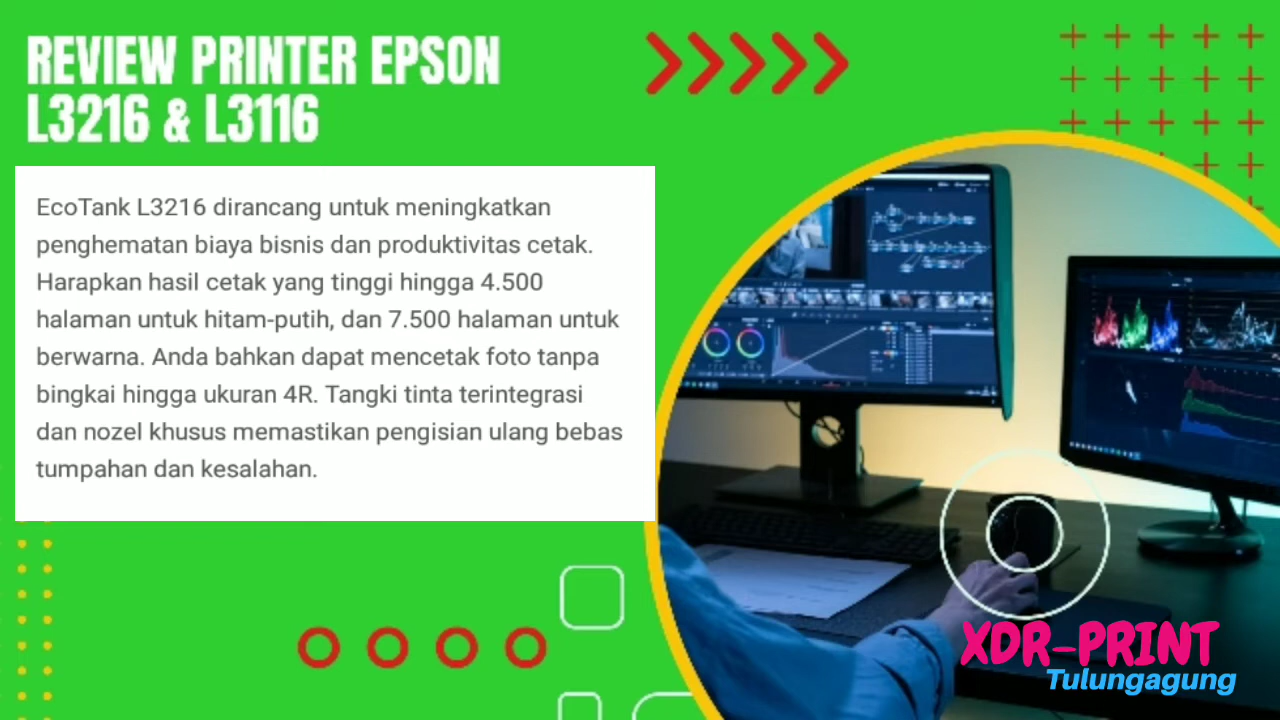 REVIEW PRINTER EPSON
L3216 & L3116
EcoTank L3216 dirancang untuk meningkatkan
penghematan biaya bisnis dan produktivitas cetak.
Harapkan hasil cetak yang tinggi hingga 4.500
halaman untuk hitam-putih, dan 7.500 halaman untuk
berwarna. Anda bahkan dapat mencetak foto tanpa
bingkai hingga ukuran 4R. Tangki tinta terintegrasi
dan nozel khusus memastikan pengisian ulang bebas
tumpahan dan kesalahan.
XDR-PRINT
Tulungagung